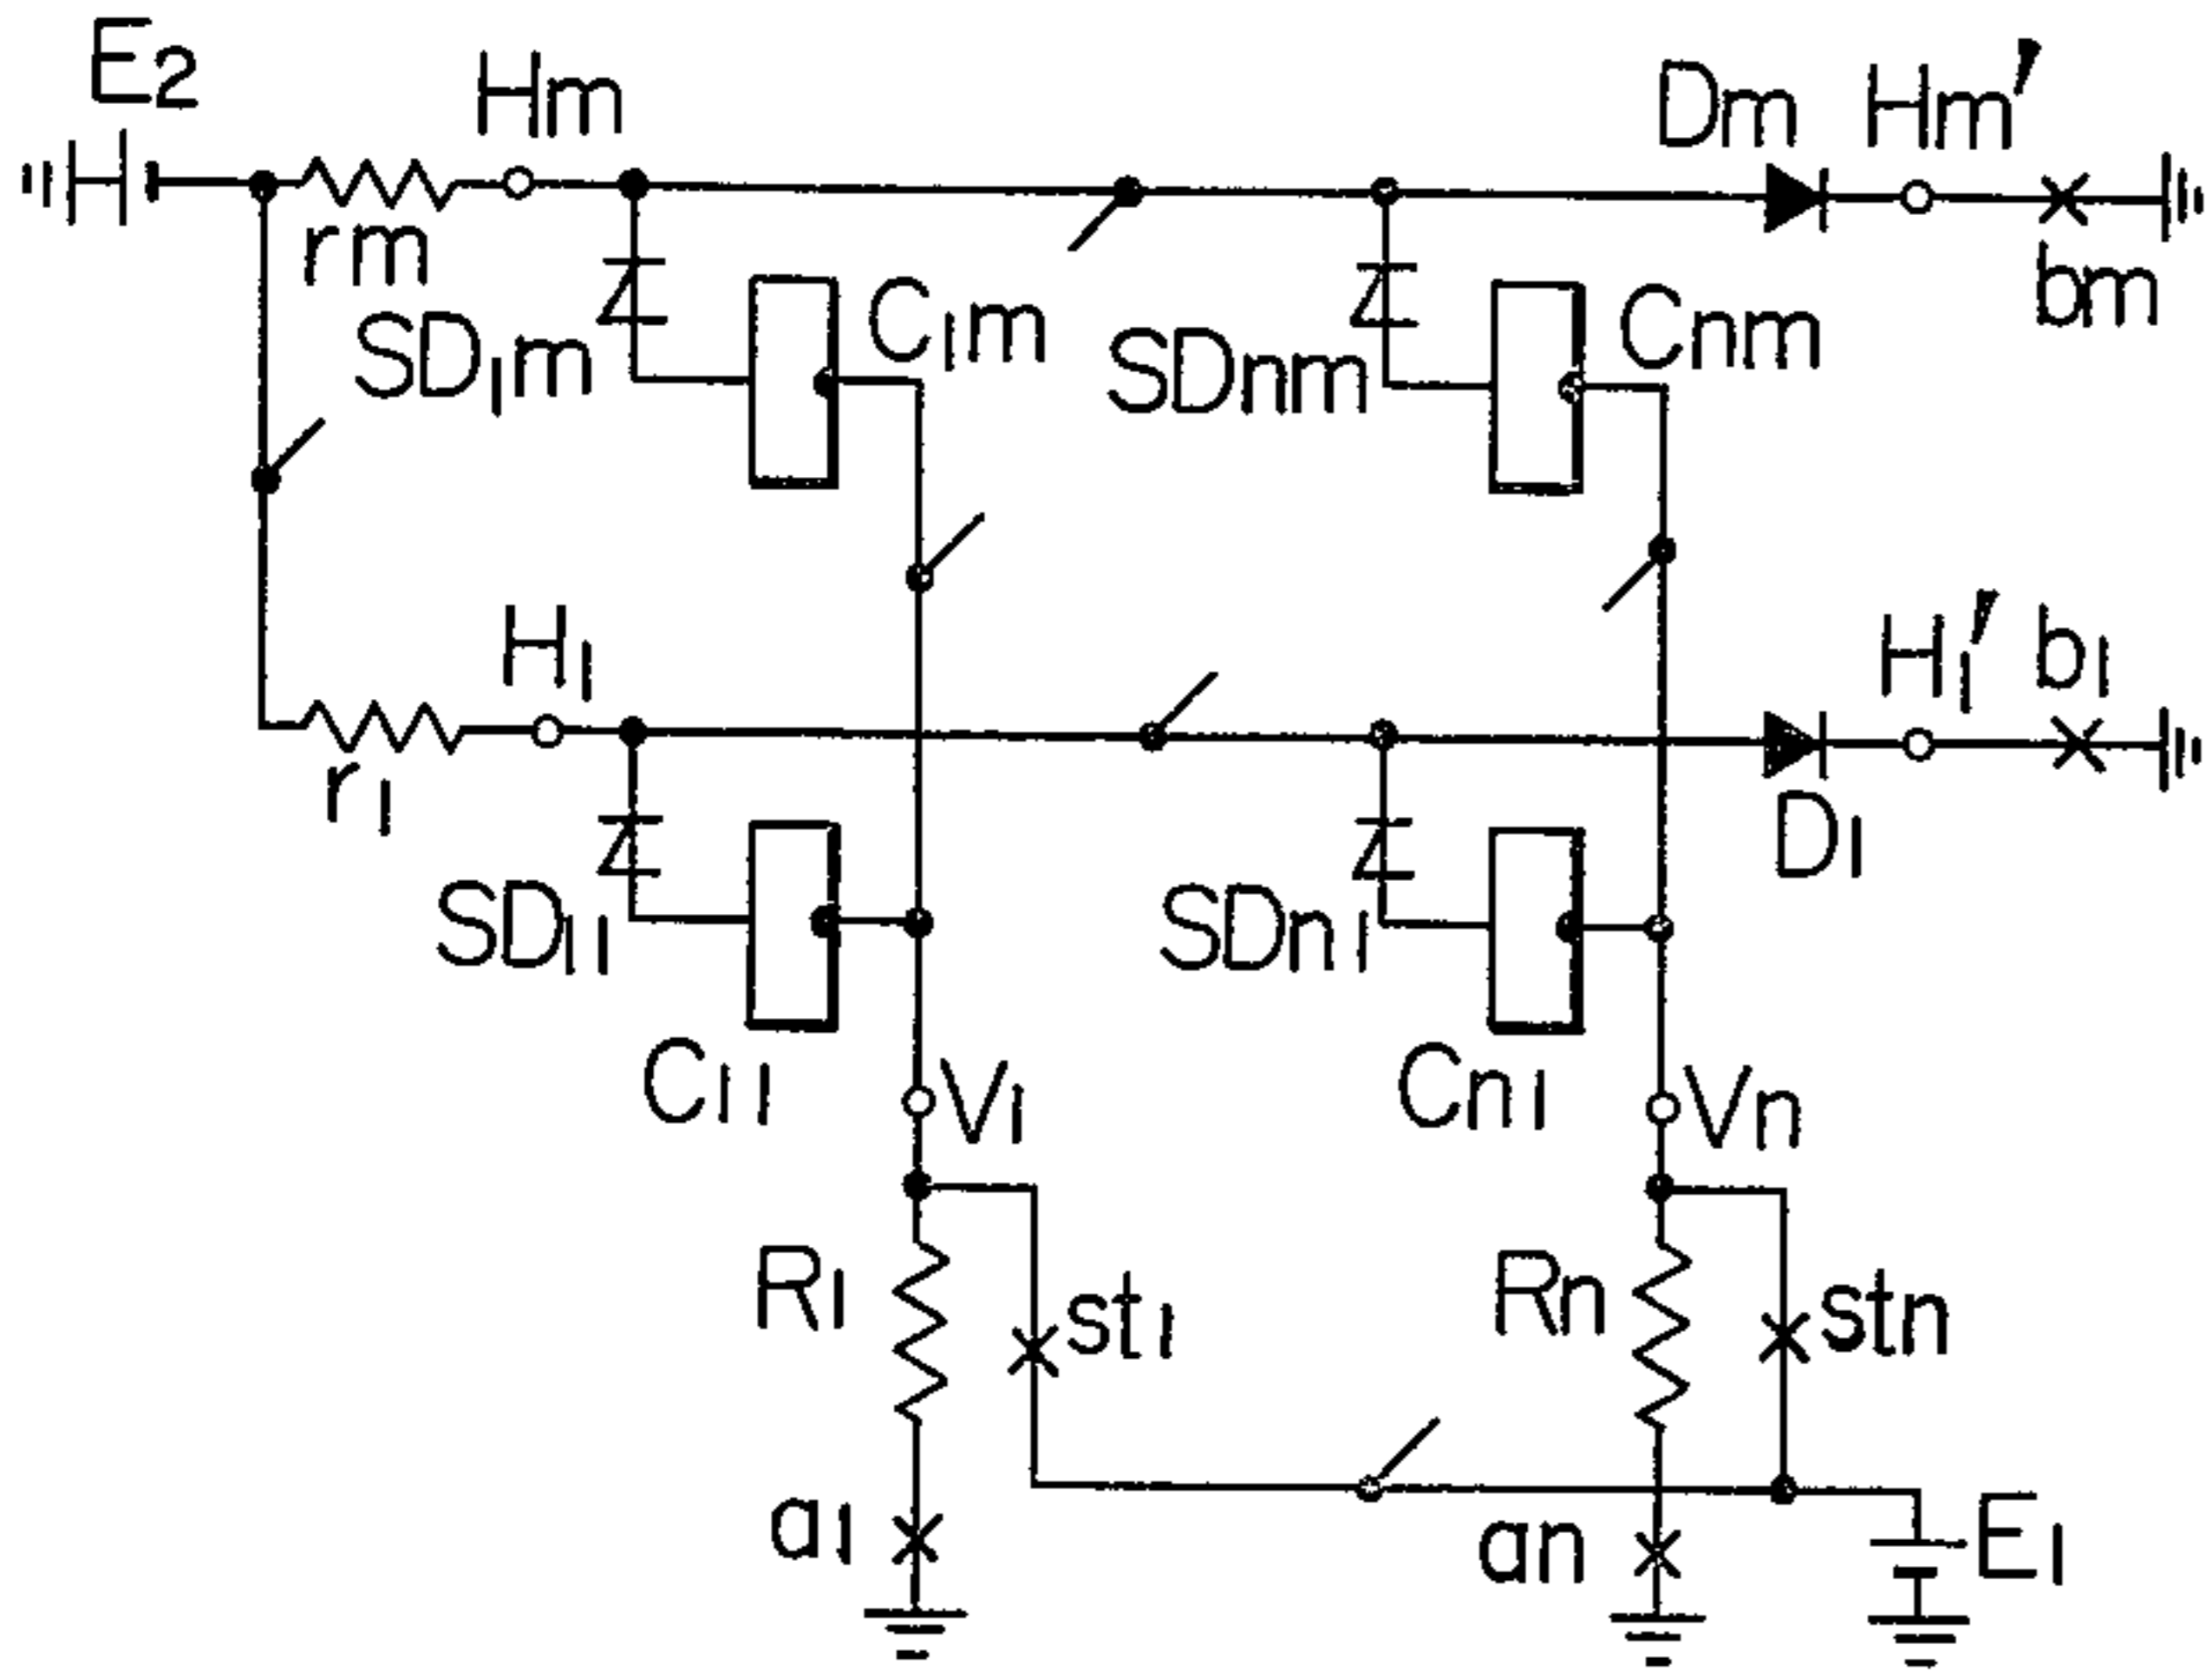 E2
Hm
Dm
Hm'
rm
bm
SD1m
C1m
SDnm
Cnm
H1
H1'
b1
r1
D1
SD11
SDn1
C11
V1
Cn1
Vn
R1
st1
Rn
stn
a1
an
E1